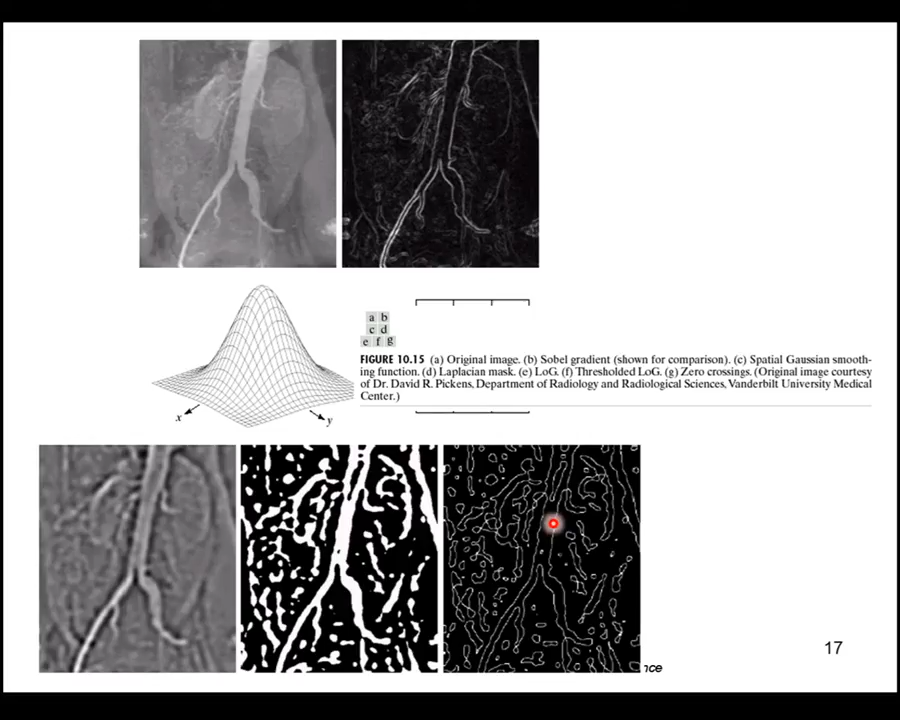 x
y
a b
c d
e f g
FIGURE 10.15 (a) Original image. (b) Sobel gradient (shown for comparison). (c) Spatial Gaussian smooth-
ing function. (d) Laplacian mask. (e) LoG. (f) Thresholded LoG. (g) Zero crossings. (Original image courtesy
of Dr. David R. Pickens, Department of Radiology and Radiological Sciences, Vanderbilt University Medical
Center.)
17